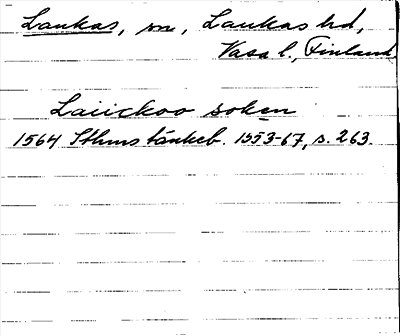 Laukas, sn, Laukas hd,
Vasa l., Finland
Laiickoo soken
1564 Sthms tänkeb. 1553-67, s. 263.